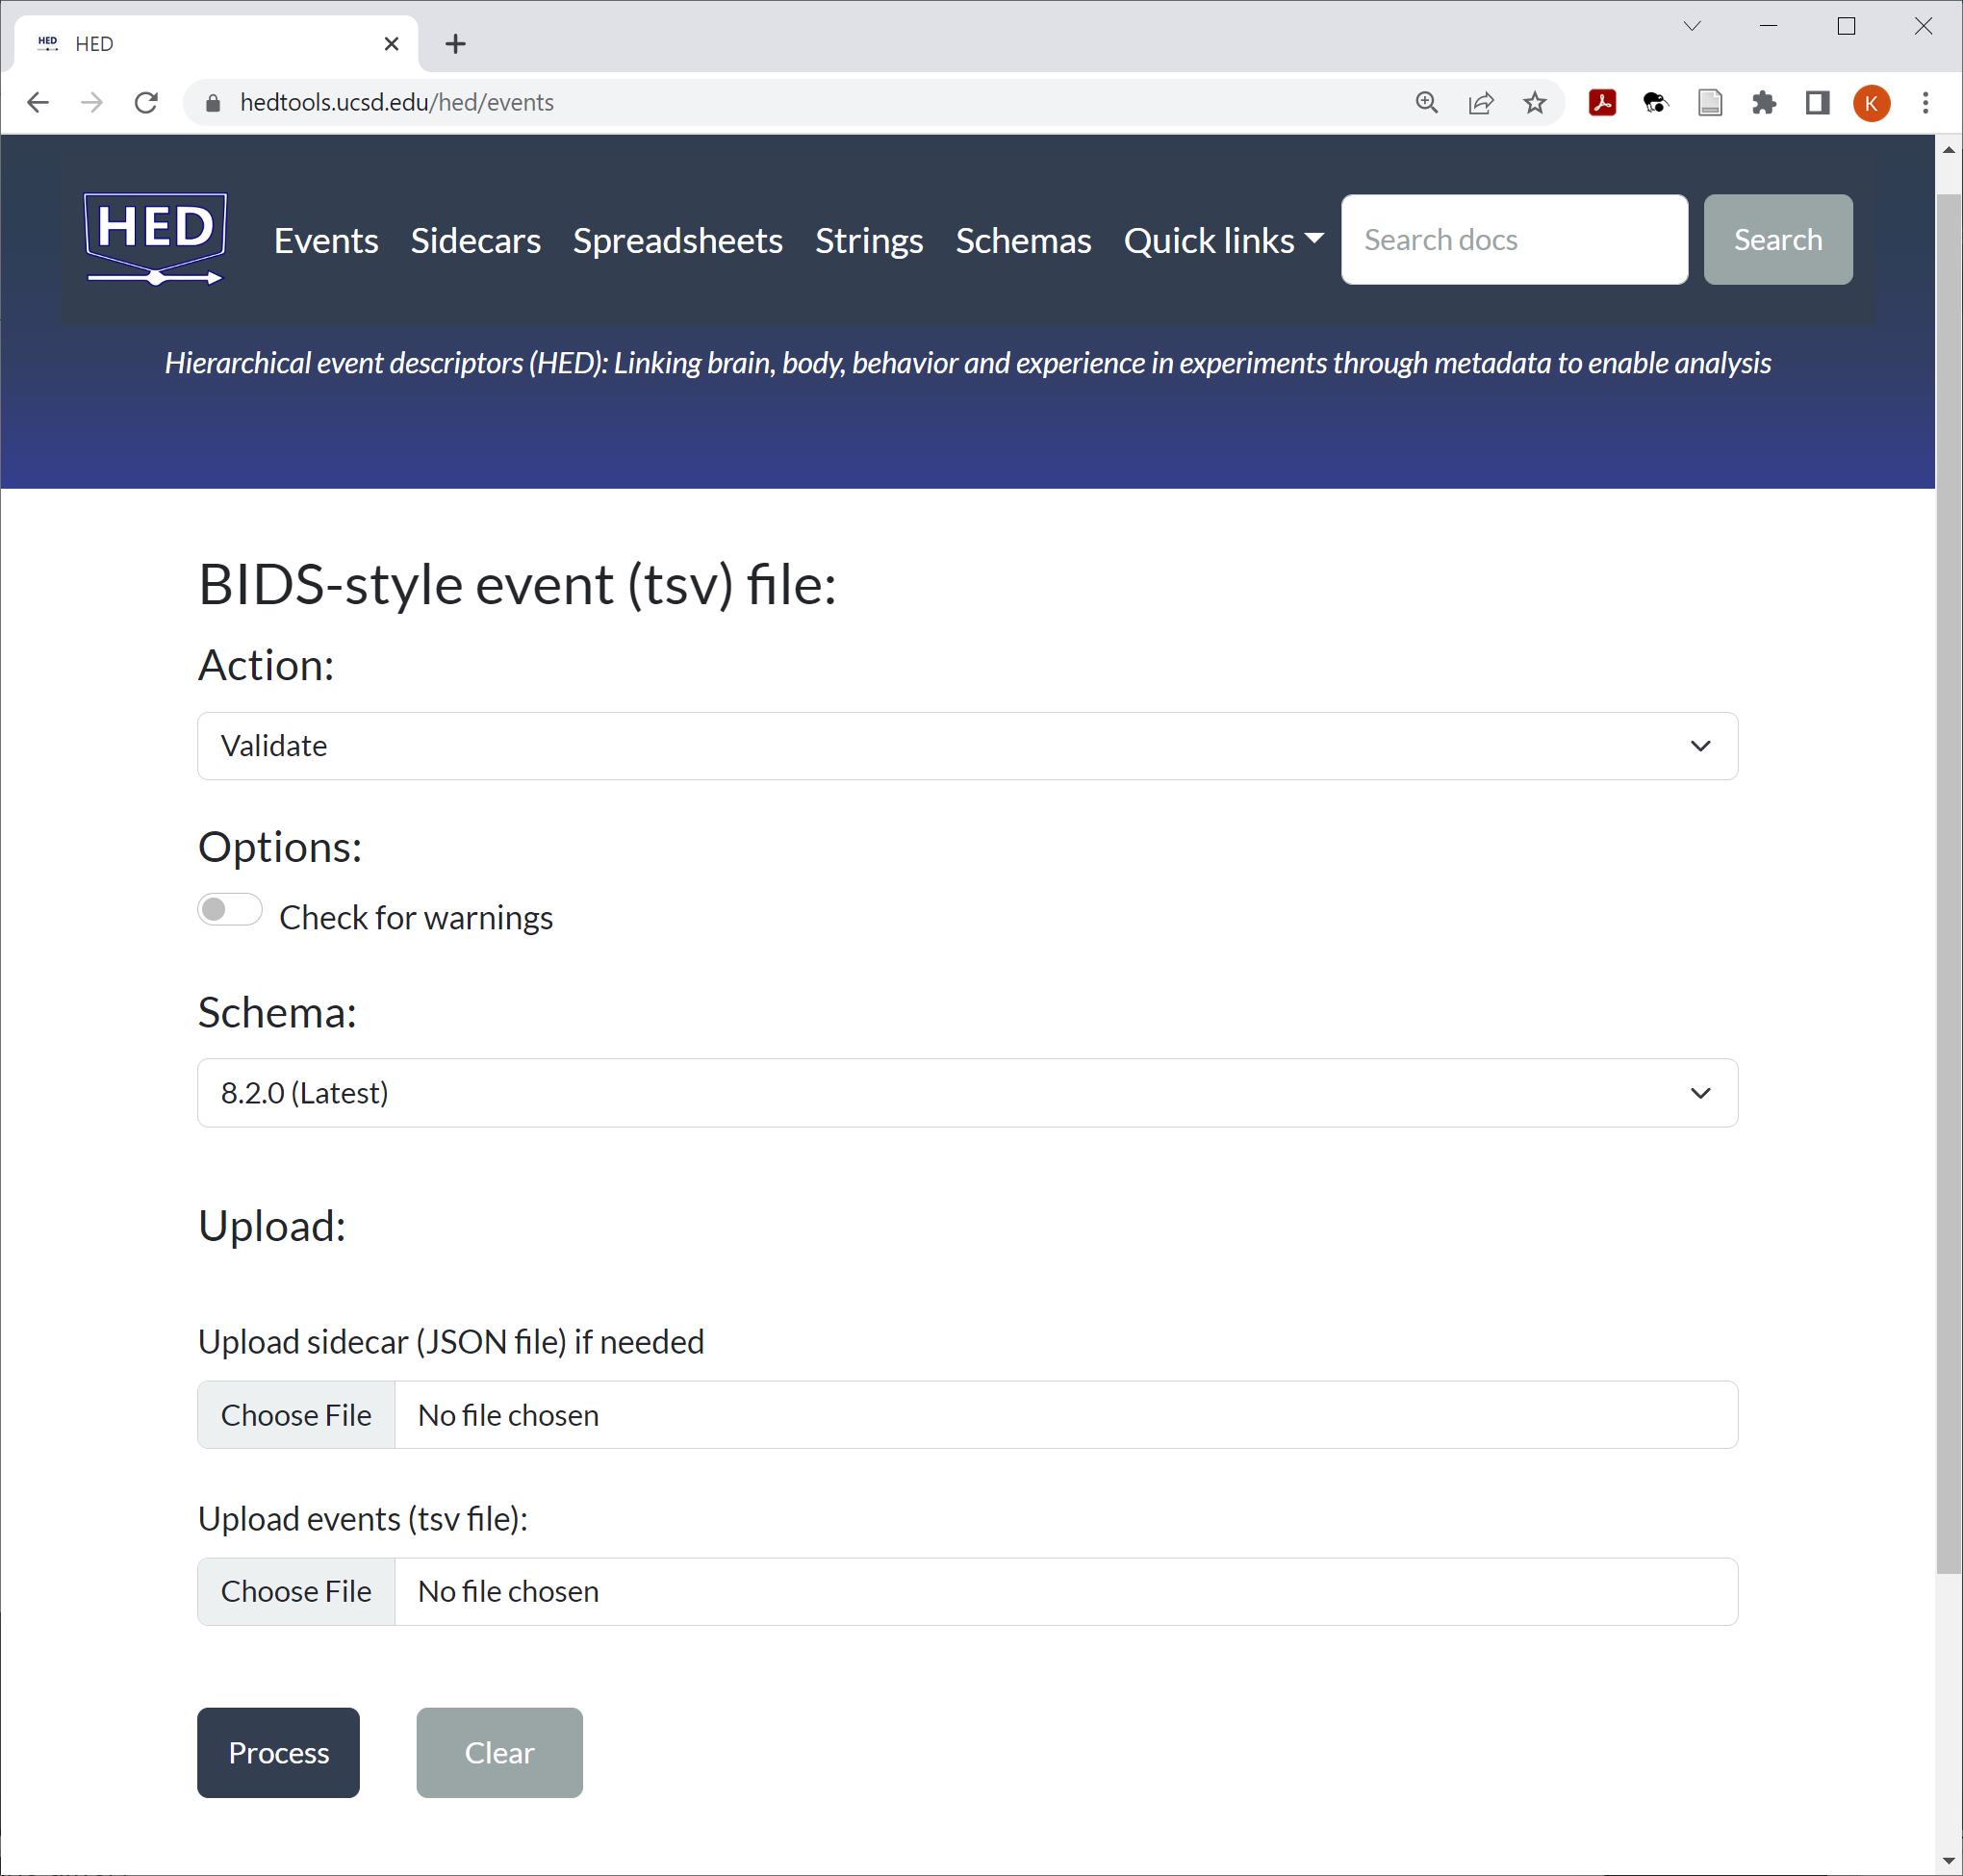 HED HED
hedtools.ucsd.edu/hed/events
K
HED Events Sidecars Spreadsheets Strings Schemas Quick links Search docs Search
Hierarchical event descriptors (HED): Linking brain, body, behavior and experience in experiments through metadata to enable analysis
BIDS-style event (tsv) file:
Action:
Validate
Options:
Check for warnings
Schema:
8.2.0 (Latest)
Upload:
Upload sidecar (JSON file) if needed
Choose File No file chosen
Upload events (tsv file):
Choose File No file chosen
Process Clear